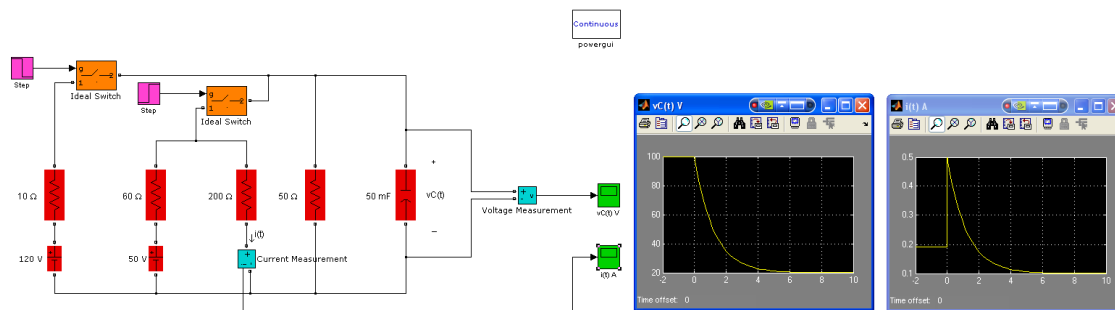 Continuous
powergui
Step
g
1
2
Ideal Switch
Step
g
1
2
Ideal Switch
10 Ω
60 Ω
200 Ω
50 Ω
50 mF
+
vC(t)
−
i(t)
120 V
50 V
Current Measurement
+
v
−
Voltage Measurement
vC(t) V
i(t) A
vC(t) V
100
80
60
40
20
0
2
4
6
8
10
Time offset: 0
i(t) A
0.5
0.4
0.3
0.2
0.1
0
2
4
6
8
10
Time offset: 0